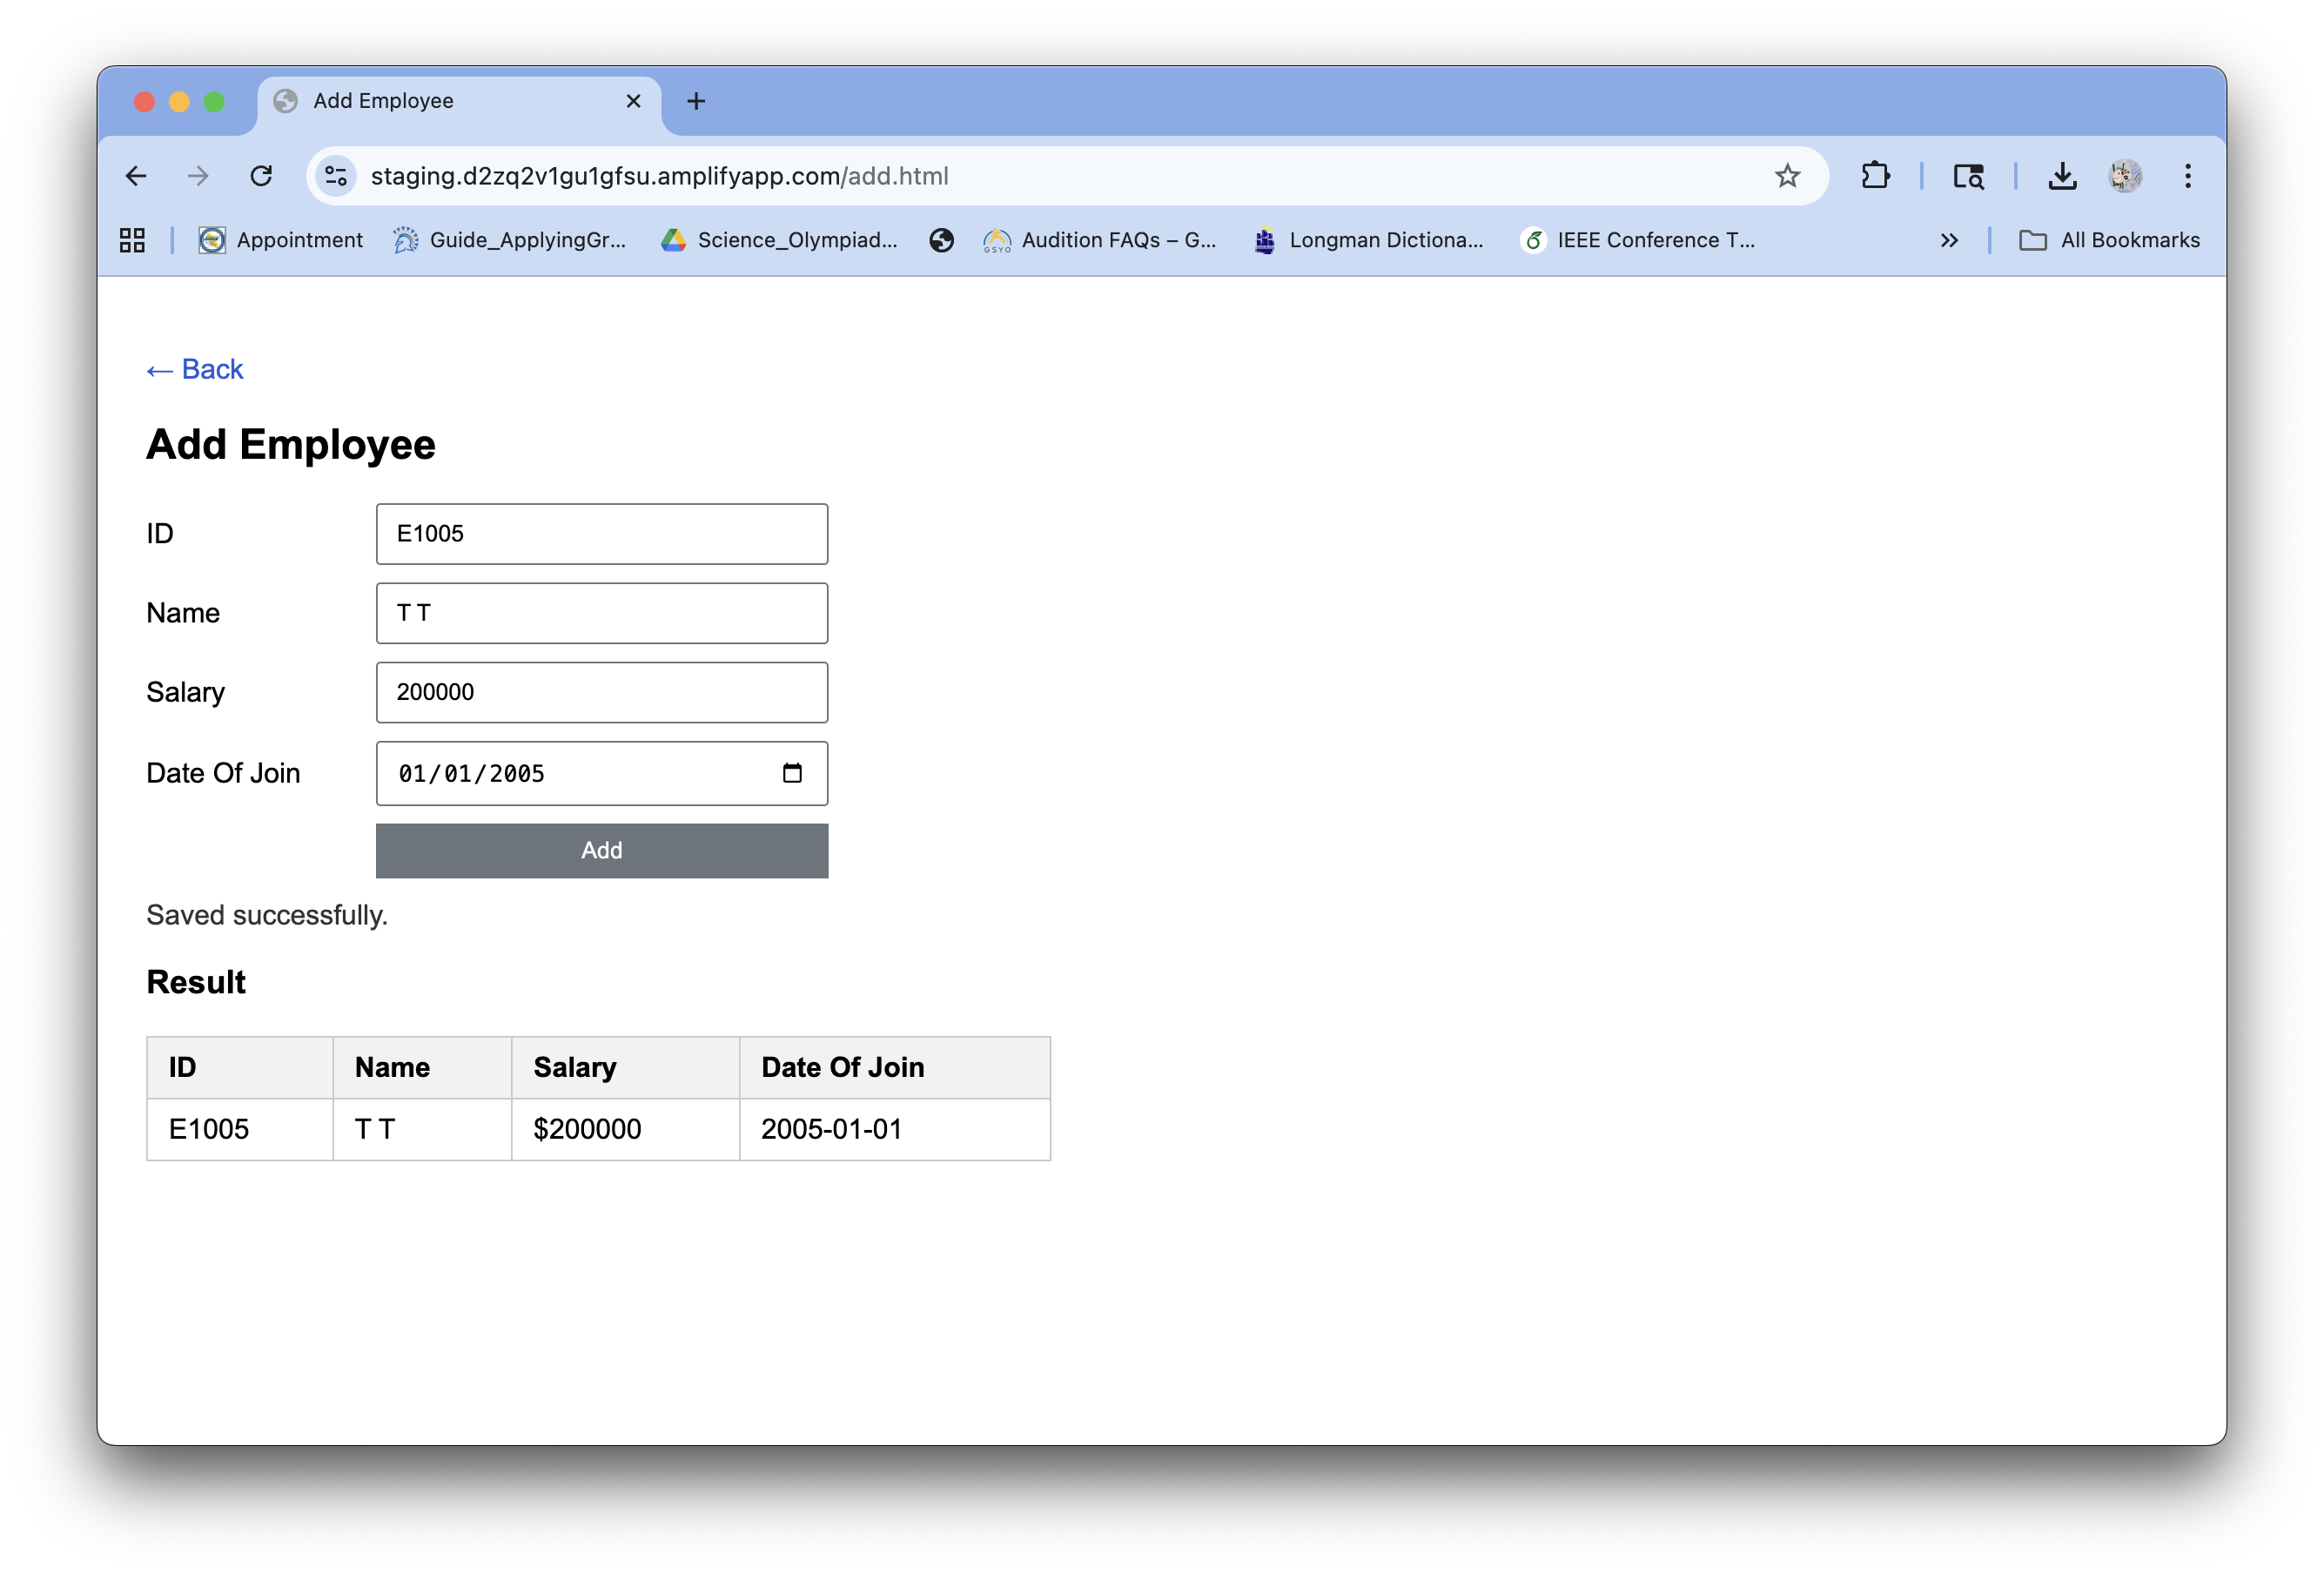 Add Employee
staging.d2zq2v1gu1gfsu.amplifyapp.com/add.html
Appointment Guide_ApplyingGr... Science_Olympiad... GSYO Audition FAQs – G... Longman Dictiona... IEEE Conference T... All Bookmarks
← Back
Add Employee
ID E1005
Name T T
Salary 200000
Date Of Join 01/01/2005
Add
Saved successfully.
Result
ID Name Salary Date Of Join
E1005 T T $200000 2005-01-01